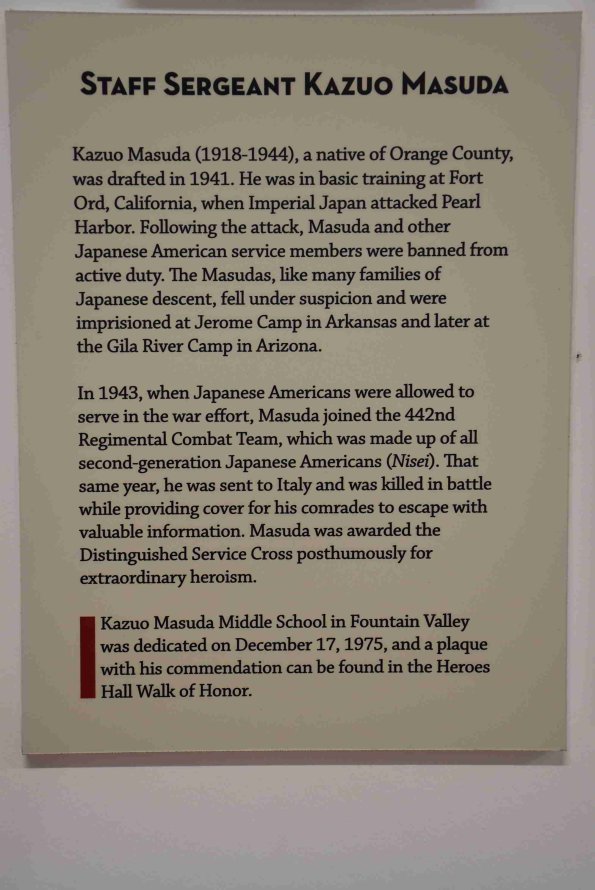 Staff Sergeant Kazuo Masuda
Kazuo Masuda (1918-1944), a native of Orange County,
was drafted in 1941. He was in basic training at Fort
Ord, California, when Imperial Japan attacked Pearl
Harbor. Following the attack, Masuda and other
Japanese American service members were banned from
active duty. The Masudas, like many families of
Japanese descent, fell under suspicion and were
imprisioned at Jerome Camp in Arkansas and later at
the Gila River Camp in Arizona.
In 1943, when Japanese Americans were allowed to
serve in the war effort, Masuda joined the 442nd
Regimental Combat Team, which was made up of all
second-generation Japanese Americans (Nisei). That
same year, he was sent to Italy and was killed in battle
while providing cover for his comrades to escape with
valuable information. Masuda was awarded the
Distinguished Service Cross posthumously for
extraordinary heroism.
Kazuo Masuda Middle School in Fountain Valley
was dedicated on December 17, 1975, and a plaque
with his commendation can be found in the Heroes
Hall Walk of Honor.